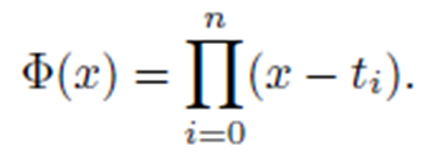 Φ(x) = ∏_{i=0}^{n} (x − t_i).